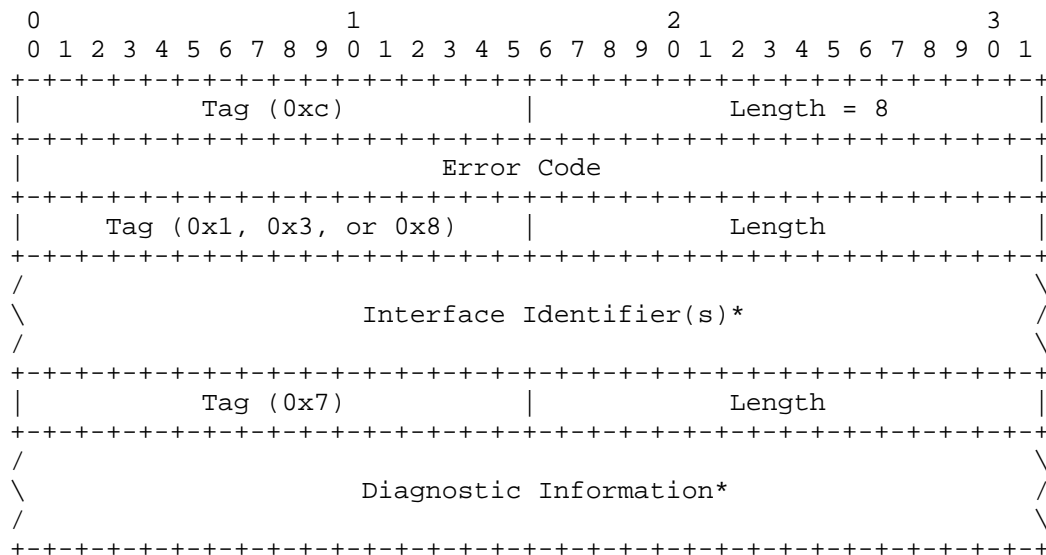 0                   1                   2                   3
 0 1 2 3 4 5 6 7 8 9 0 1 2 3 4 5 6 7 8 9 0 1 2 3 4 5 6 7 8 9 0 1
+-+-+-+-+-+-+-+-+-+-+-+-+-+-+-+-+-+-+-+-+-+-+-+-+-+-+-+-+-+-+-+-+
|           Tag (0xc)           |            Length = 8         |
+-+-+-+-+-+-+-+-+-+-+-+-+-+-+-+-+-+-+-+-+-+-+-+-+-+-+-+-+-+-+-+-+
|                          Error Code                           |
+-+-+-+-+-+-+-+-+-+-+-+-+-+-+-+-+-+-+-+-+-+-+-+-+-+-+-+-+-+-+-+-+
|     Tag (0x1, 0x3, or 0x8)    |            Length             |
+-+-+-+-+-+-+-+-+-+-+-+-+-+-+-+-+-+-+-+-+-+-+-+-+-+-+-+-+-+-+-+-+
/                                                               \
\                     Interface Identifier(s)*                  /
/                                                               \
+-+-+-+-+-+-+-+-+-+-+-+-+-+-+-+-+-+-+-+-+-+-+-+-+-+-+-+-+-+-+-+-+
|           Tag (0x7)           |            Length             |
+-+-+-+-+-+-+-+-+-+-+-+-+-+-+-+-+-+-+-+-+-+-+-+-+-+-+-+-+-+-+-+-+
/                                                               \
\                     Diagnostic Information*                   /
/                                                               \
+-+-+-+-+-+-+-+-+-+-+-+-+-+-+-+-+-+-+-+-+-+-+-+-+-+-+-+-+-+-+-+-+